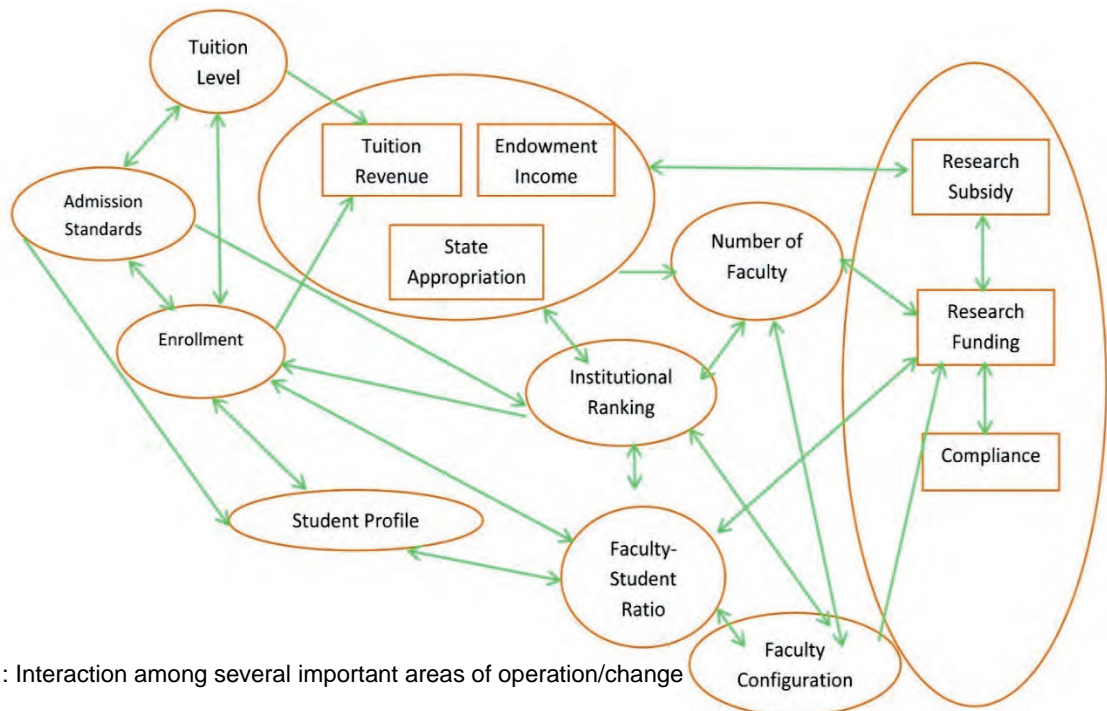 Tuition
Level
Tuition
Revenue
Endowment
Income
Research
Subsidy
Admission
Standards
State
Appropriation
Number of
Faculty
Enrollment
Research
Funding
Institutional
Ranking
Compliance
Student Profile
Faculty-
Student
Ratio
Faculty
Configuration
: Interaction among several important areas of operation/change